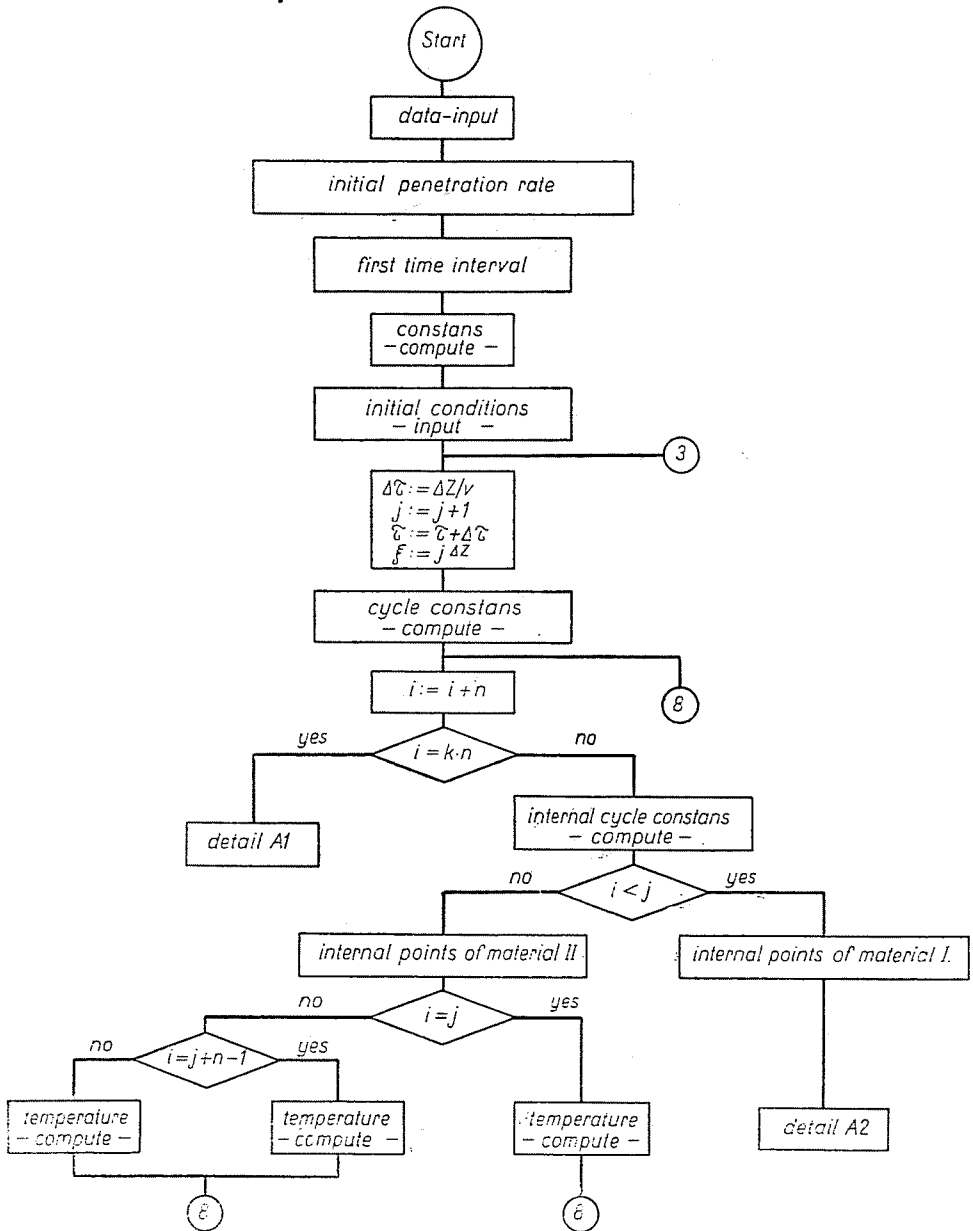 Start
data-input
initial penetration rate
first time interval
constans
– compute –
initial conditions
– input –
3
Δτ := ΔZ/v
j := j+1
τ := τ+Δτ
ξ := j ΔZ
cycle constans
– compute –
8
i := i+n
yes
i = k·n
no
detail A1
internal cycle constans
– compute –
no
i < j
yes
internal points of material II
internal points of material I.
no
i = j
yes
no
i = j+n-1
yes
temperature
– compute –
temperature
– compute –
temperature
– compute –
detail A2
8
8